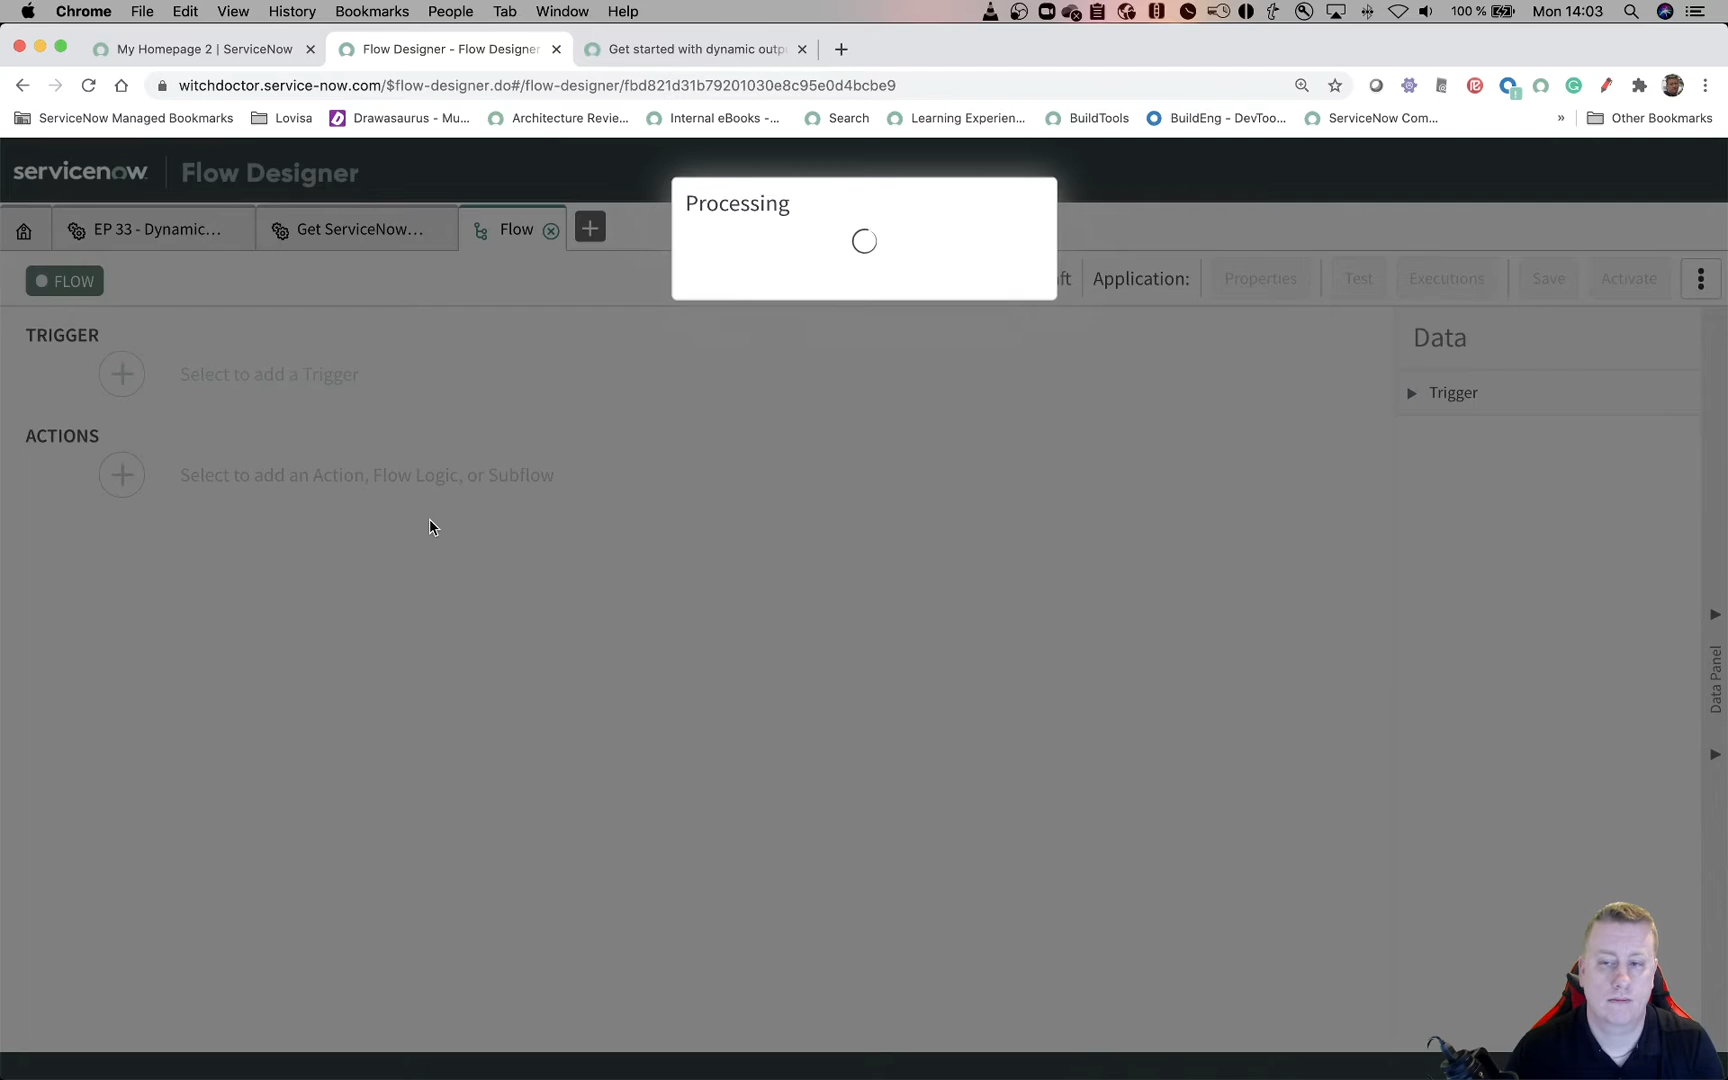 Chrome File Edit View History Bookmarks People Tab Window Help 100 % Mon 14:03
My Homepage 2 | ServiceNow Flow Designer - Flow Designer Get started with dynamic outp
witchdoctor.service-now.com/$flow-designer.do#/flow-designer/fbd821d31b79201030e8c95e0d4bcbe9
ServiceNow Managed Bookmarks Lovisa Drawasaurus - Mu... Architecture Revie... Internal eBooks -... Search Learning Experien... BuildTools BuildEng - DevToo... ServiceNow Com... » Other Bookmarks
servicenow Flow Designer
Processing
EP 33 - Dynamic... Get ServiceNow... Flow
FLOW ft Application: Properties Test Executions Save Activate
TRIGGER
Select to add a Trigger
ACTIONS
Select to add an Action, Flow Logic, or Subflow
Data
Trigger
Data Panel